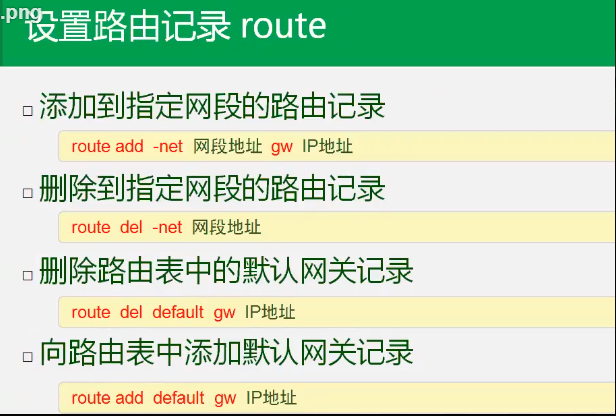 .png
设置路由记录 route
添加到指定网段的路由记录
route add -net 网段地址 gw IP地址
删除到指定网段的路由记录
route del -net 网段地址
删除路由表中的默认网关记录
route del default gw IP地址
向路由表中添加默认网关记录
route add default gw IP地址